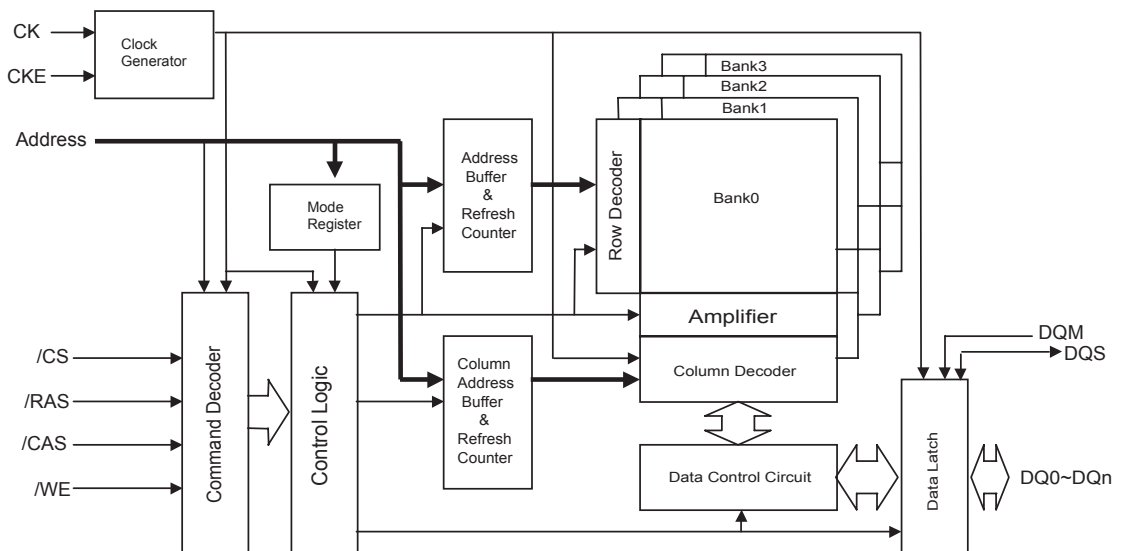 CK
CKE
Clock
Generator
Address
Mode
Register
Address
Buffer
&
Refresh
Counter
Row Decoder
Bank3
Bank2
Bank1
Bank0
Amplifier
Column Decoder
/CS
/RAS
/CAS
/WE
Command Decoder
Control Logic
Column
Address
Buffer
&
Refresh
Counter
Data Control Circuit
DQM
DQS
Data Latch
DQ0~DQn